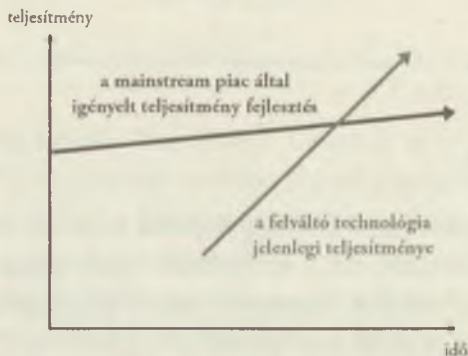 teljesítmény
a mainstream piac által
igényelt teljesítmény fejlesztés
a felváltó technológia
jelenlegi teljesítménye
idő